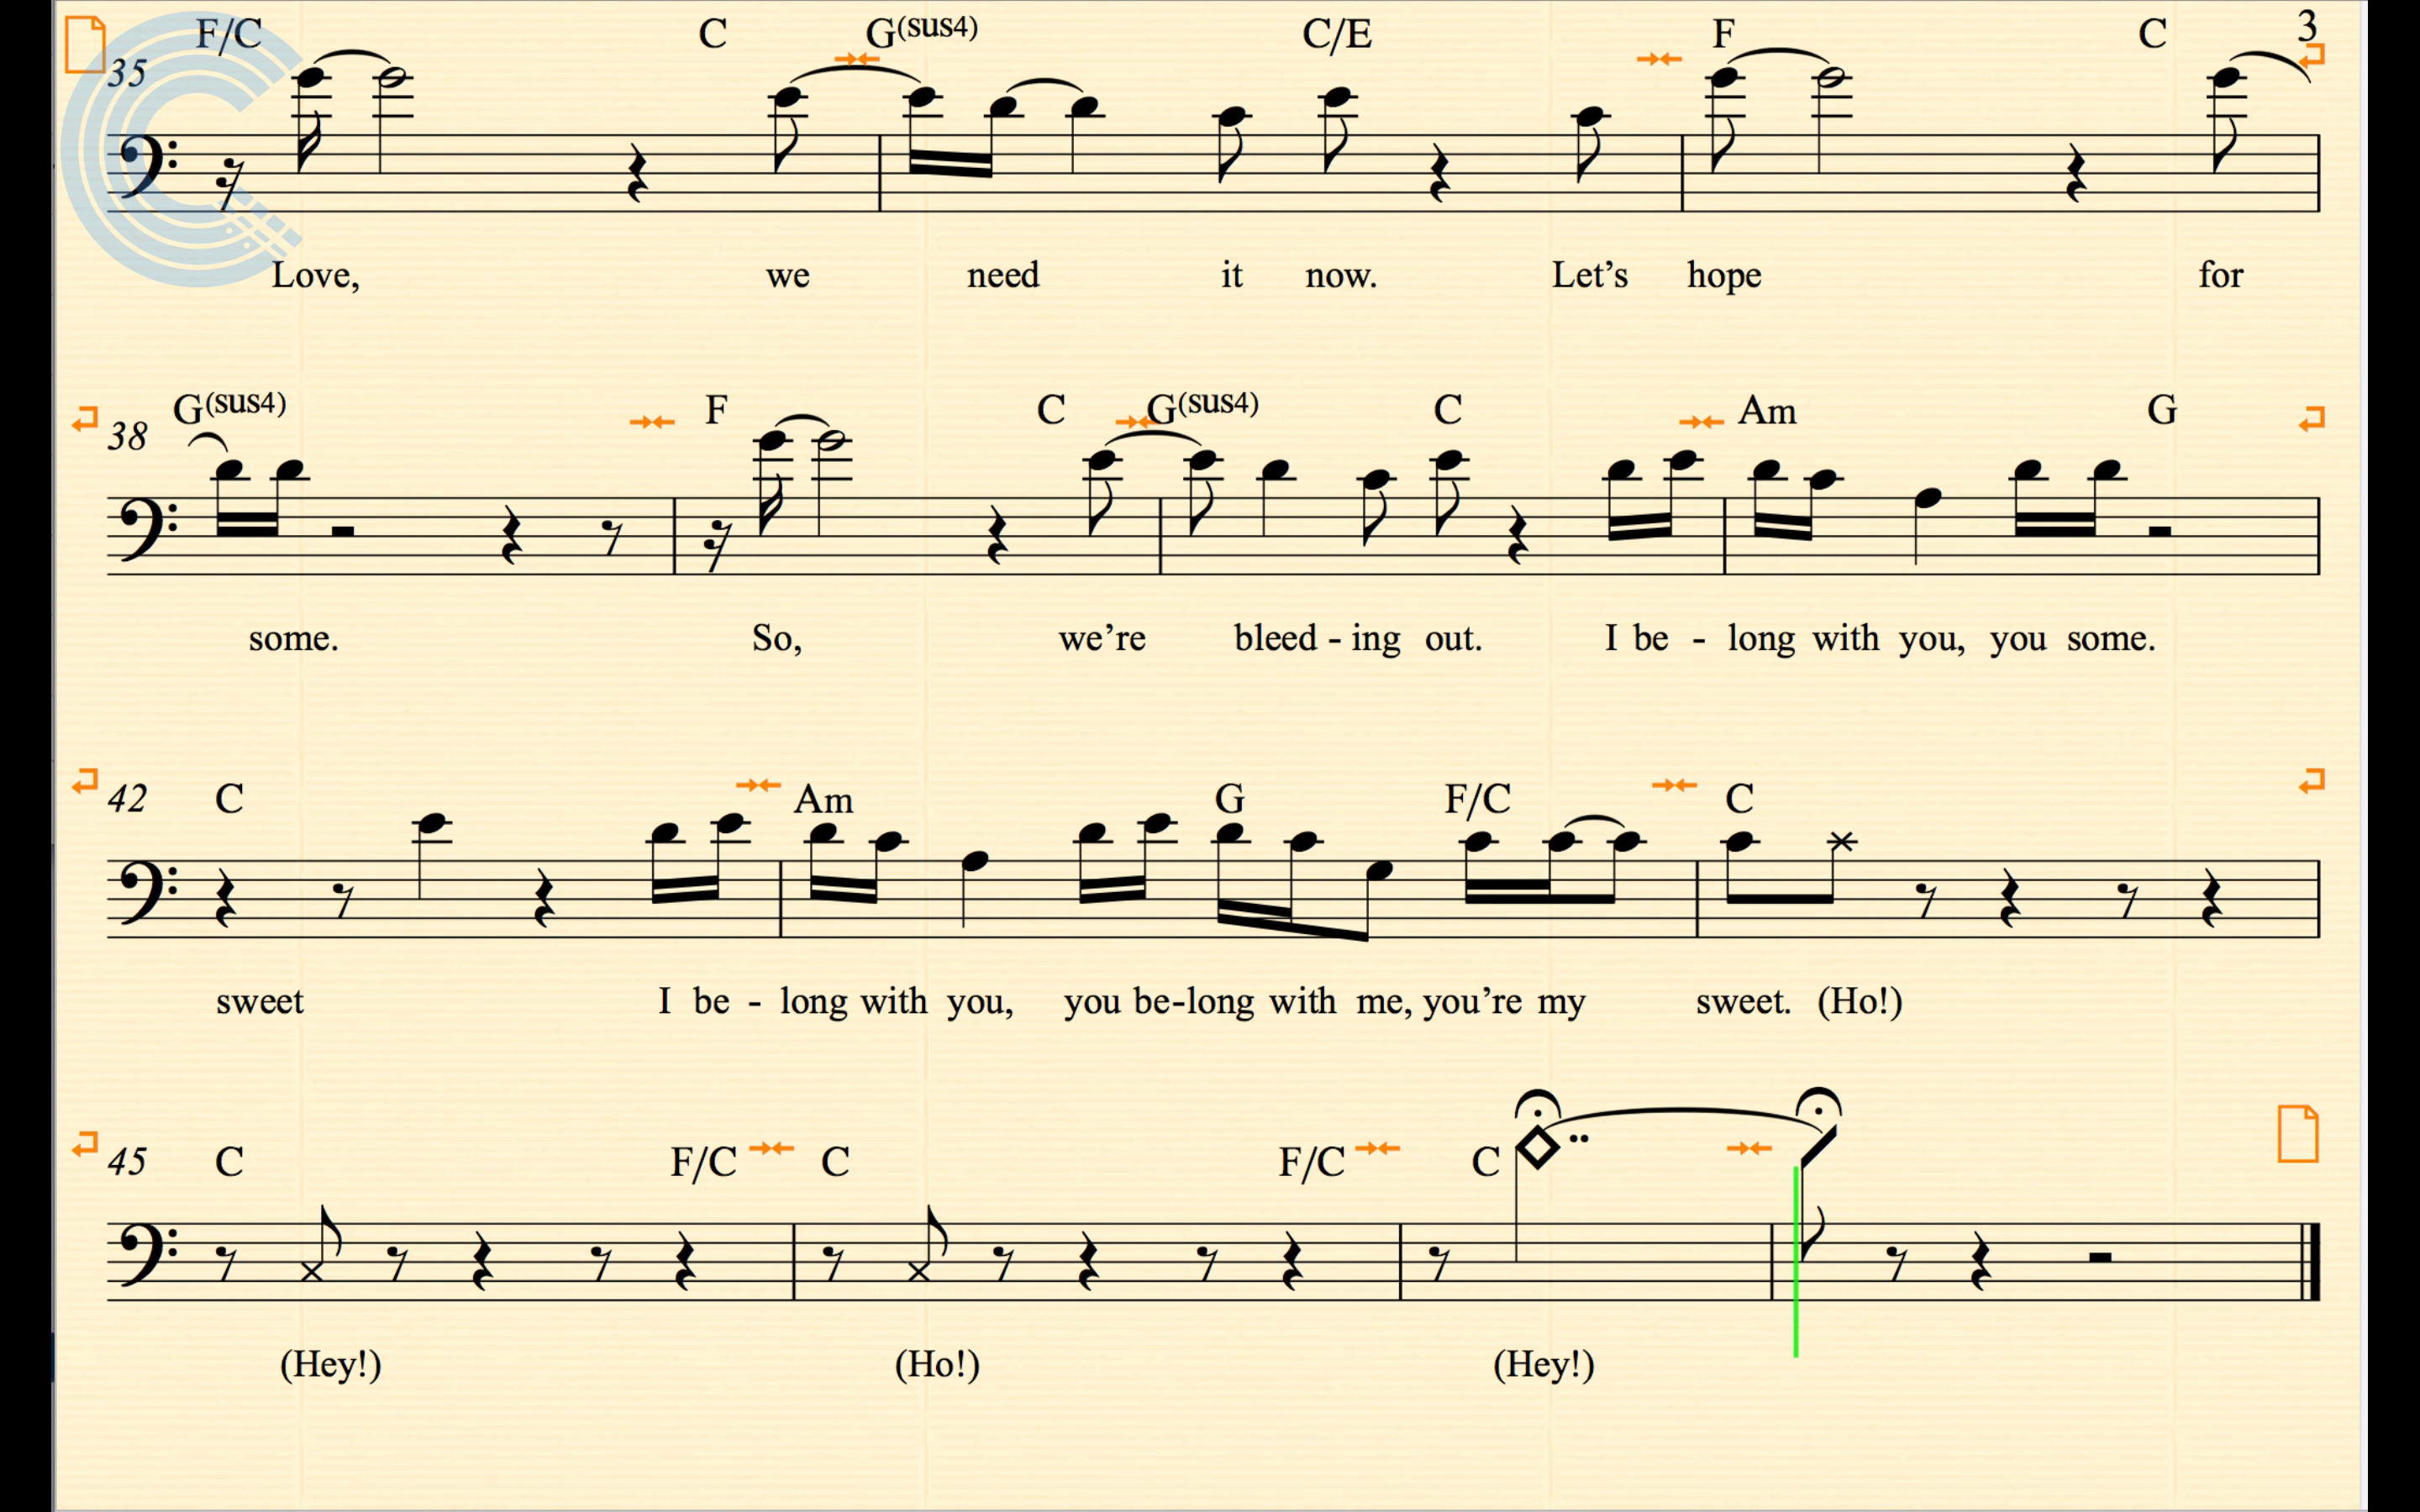 F/C C G(sus4) C/E F C 3
35
Love, we need it now. Let's hope for
G(sus4) F C G(sus4) C Am G
38
some. So, we're bleed - ing out. I be - long with you, you some.
42 C Am G F/C C
sweet I be - long with you, you be-long with me, you're my sweet. (Ho!)
45 C F/C C F/C C
(Hey!) (Ho!) (Hey!)